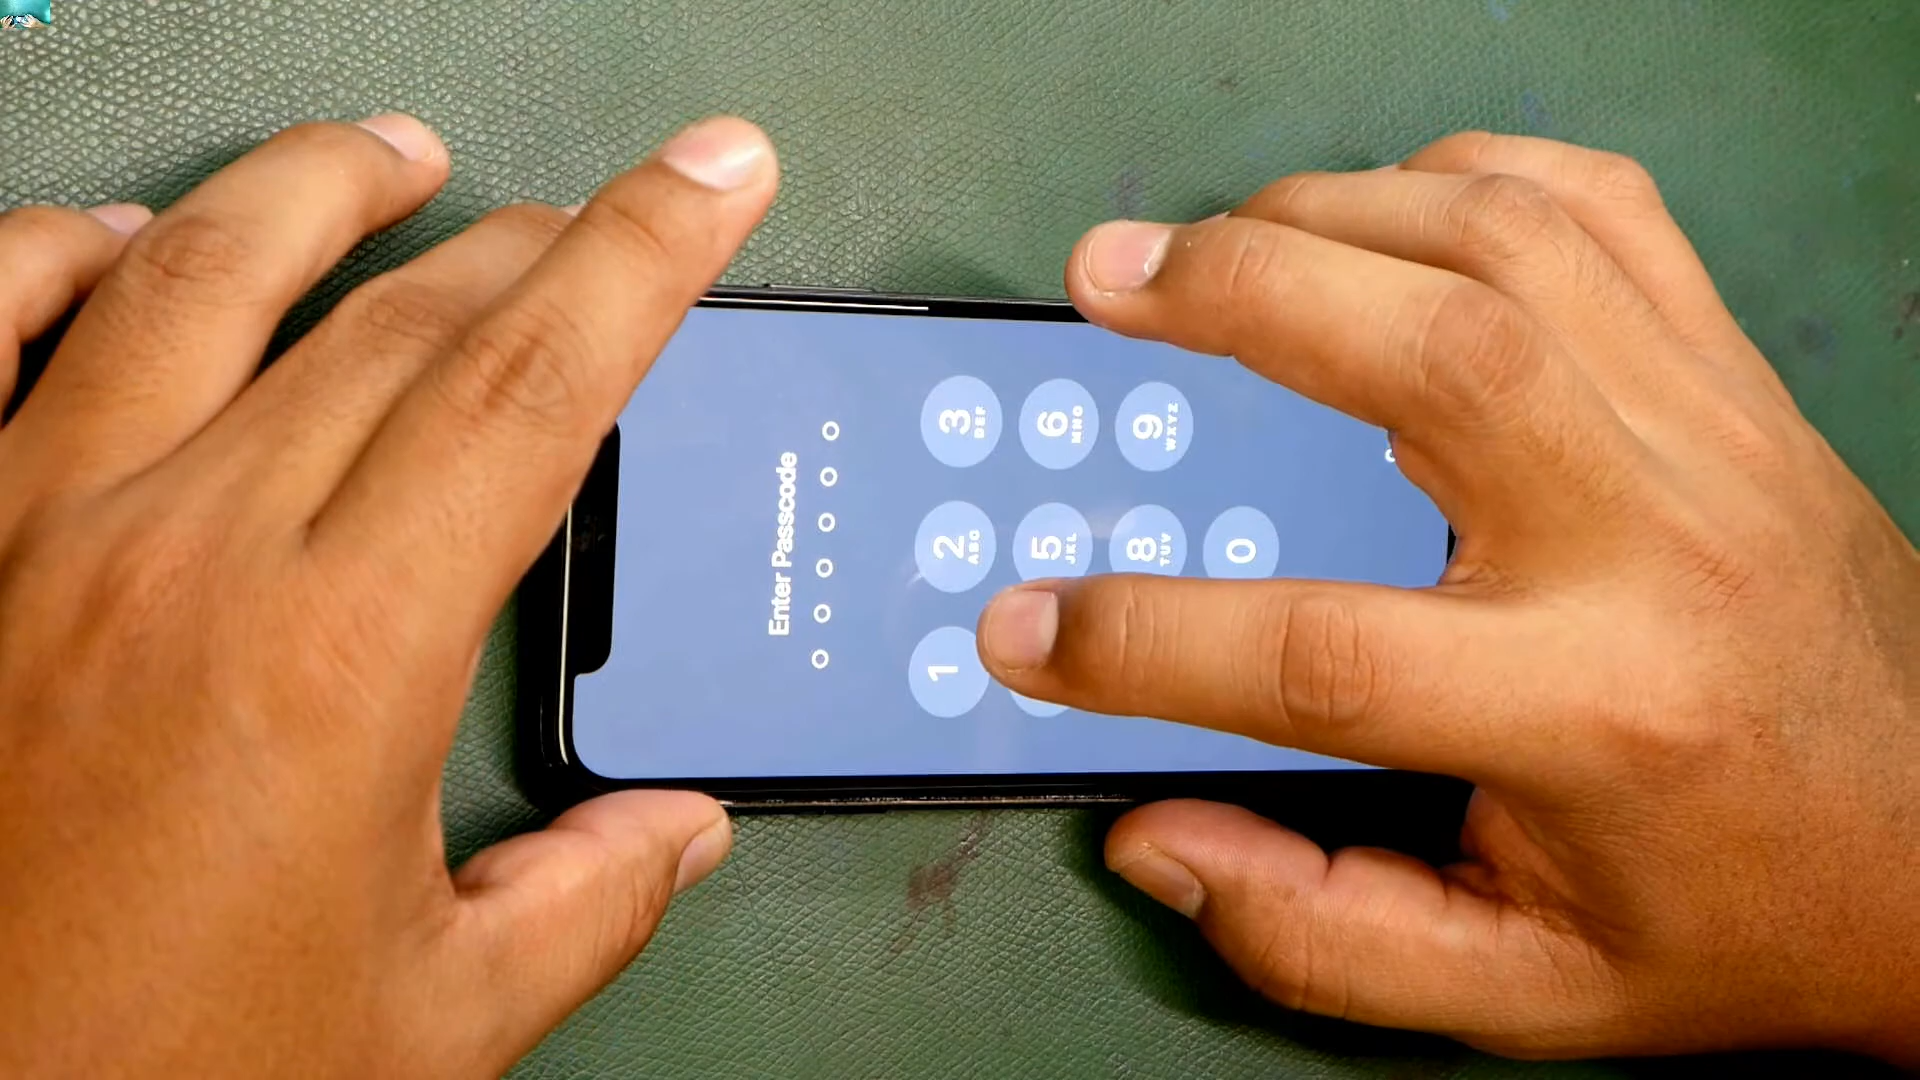 Enter Passcode
1
2 ABC
3 DEF
5 JKL
6 MNO
8 TUV
9 WXYZ
0